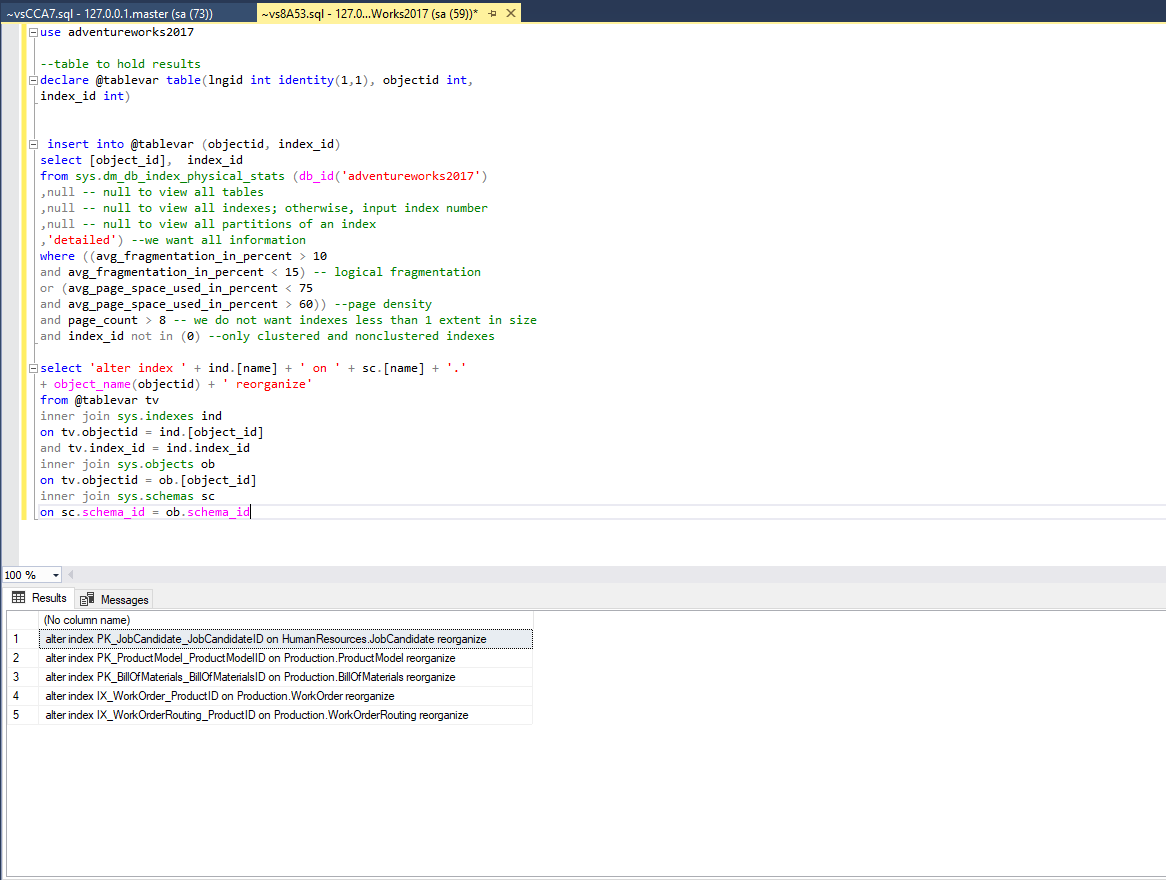 ~vsCCA7.sql - 127.0.0.1.master (sa (73))
~vs8A53.sql - 127.0...Works2017 (sa (59))*
use adventureworks2017
--table to hold results
declare @tablevar table(lngid int identity(1,1), objectid int,
index_id int)
insert into @tablevar (objectid, index_id)
select [object_id],  index_id
from sys.dm_db_index_physical_stats (db_id('adventureworks2017')
,null -- null to view all tables
,null -- null to view all indexes; otherwise, input index number
,null -- null to view all partitions of an index
,'detailed') --we want all information
where ((avg_fragmentation_in_percent > 10
and avg_fragmentation_in_percent < 15) -- logical fragmentation
or (avg_page_space_used_in_percent < 75
and avg_page_space_used_in_percent > 60)) --page density
and page_count > 8 -- we do not want indexes less than 1 extent in size
and index_id not in (0) --only clustered and nonclustered indexes
select 'alter index ' + ind.[name] + ' on ' + sc.[name] + '.'
+ object_name(objectid) + ' reorganize'
from @tablevar tv
inner join sys.indexes ind
on tv.objectid = ind.[object_id]
and tv.index_id = ind.index_id
inner join sys.objects ob
on tv.objectid = ob.[object_id]
inner join sys.schemas sc
on sc.schema_id = ob.schema_id
100 %
Results
Messages
(No column name)
1 alter index PK_JobCandidate_JobCandidateID on HumanResources.JobCandidate reorganize
2 alter index PK_ProductModel_ProductModelID on Production.ProductModel reorganize
3 alter index PK_BillOfMaterials_BillOfMaterialsID on Production.BillOfMaterials reorganize
4 alter index IX_WorkOrder_ProductID on Production.WorkOrder reorganize
5 alter index IX_WorkOrderRouting_ProductID on Production.WorkOrderRouting reorganize